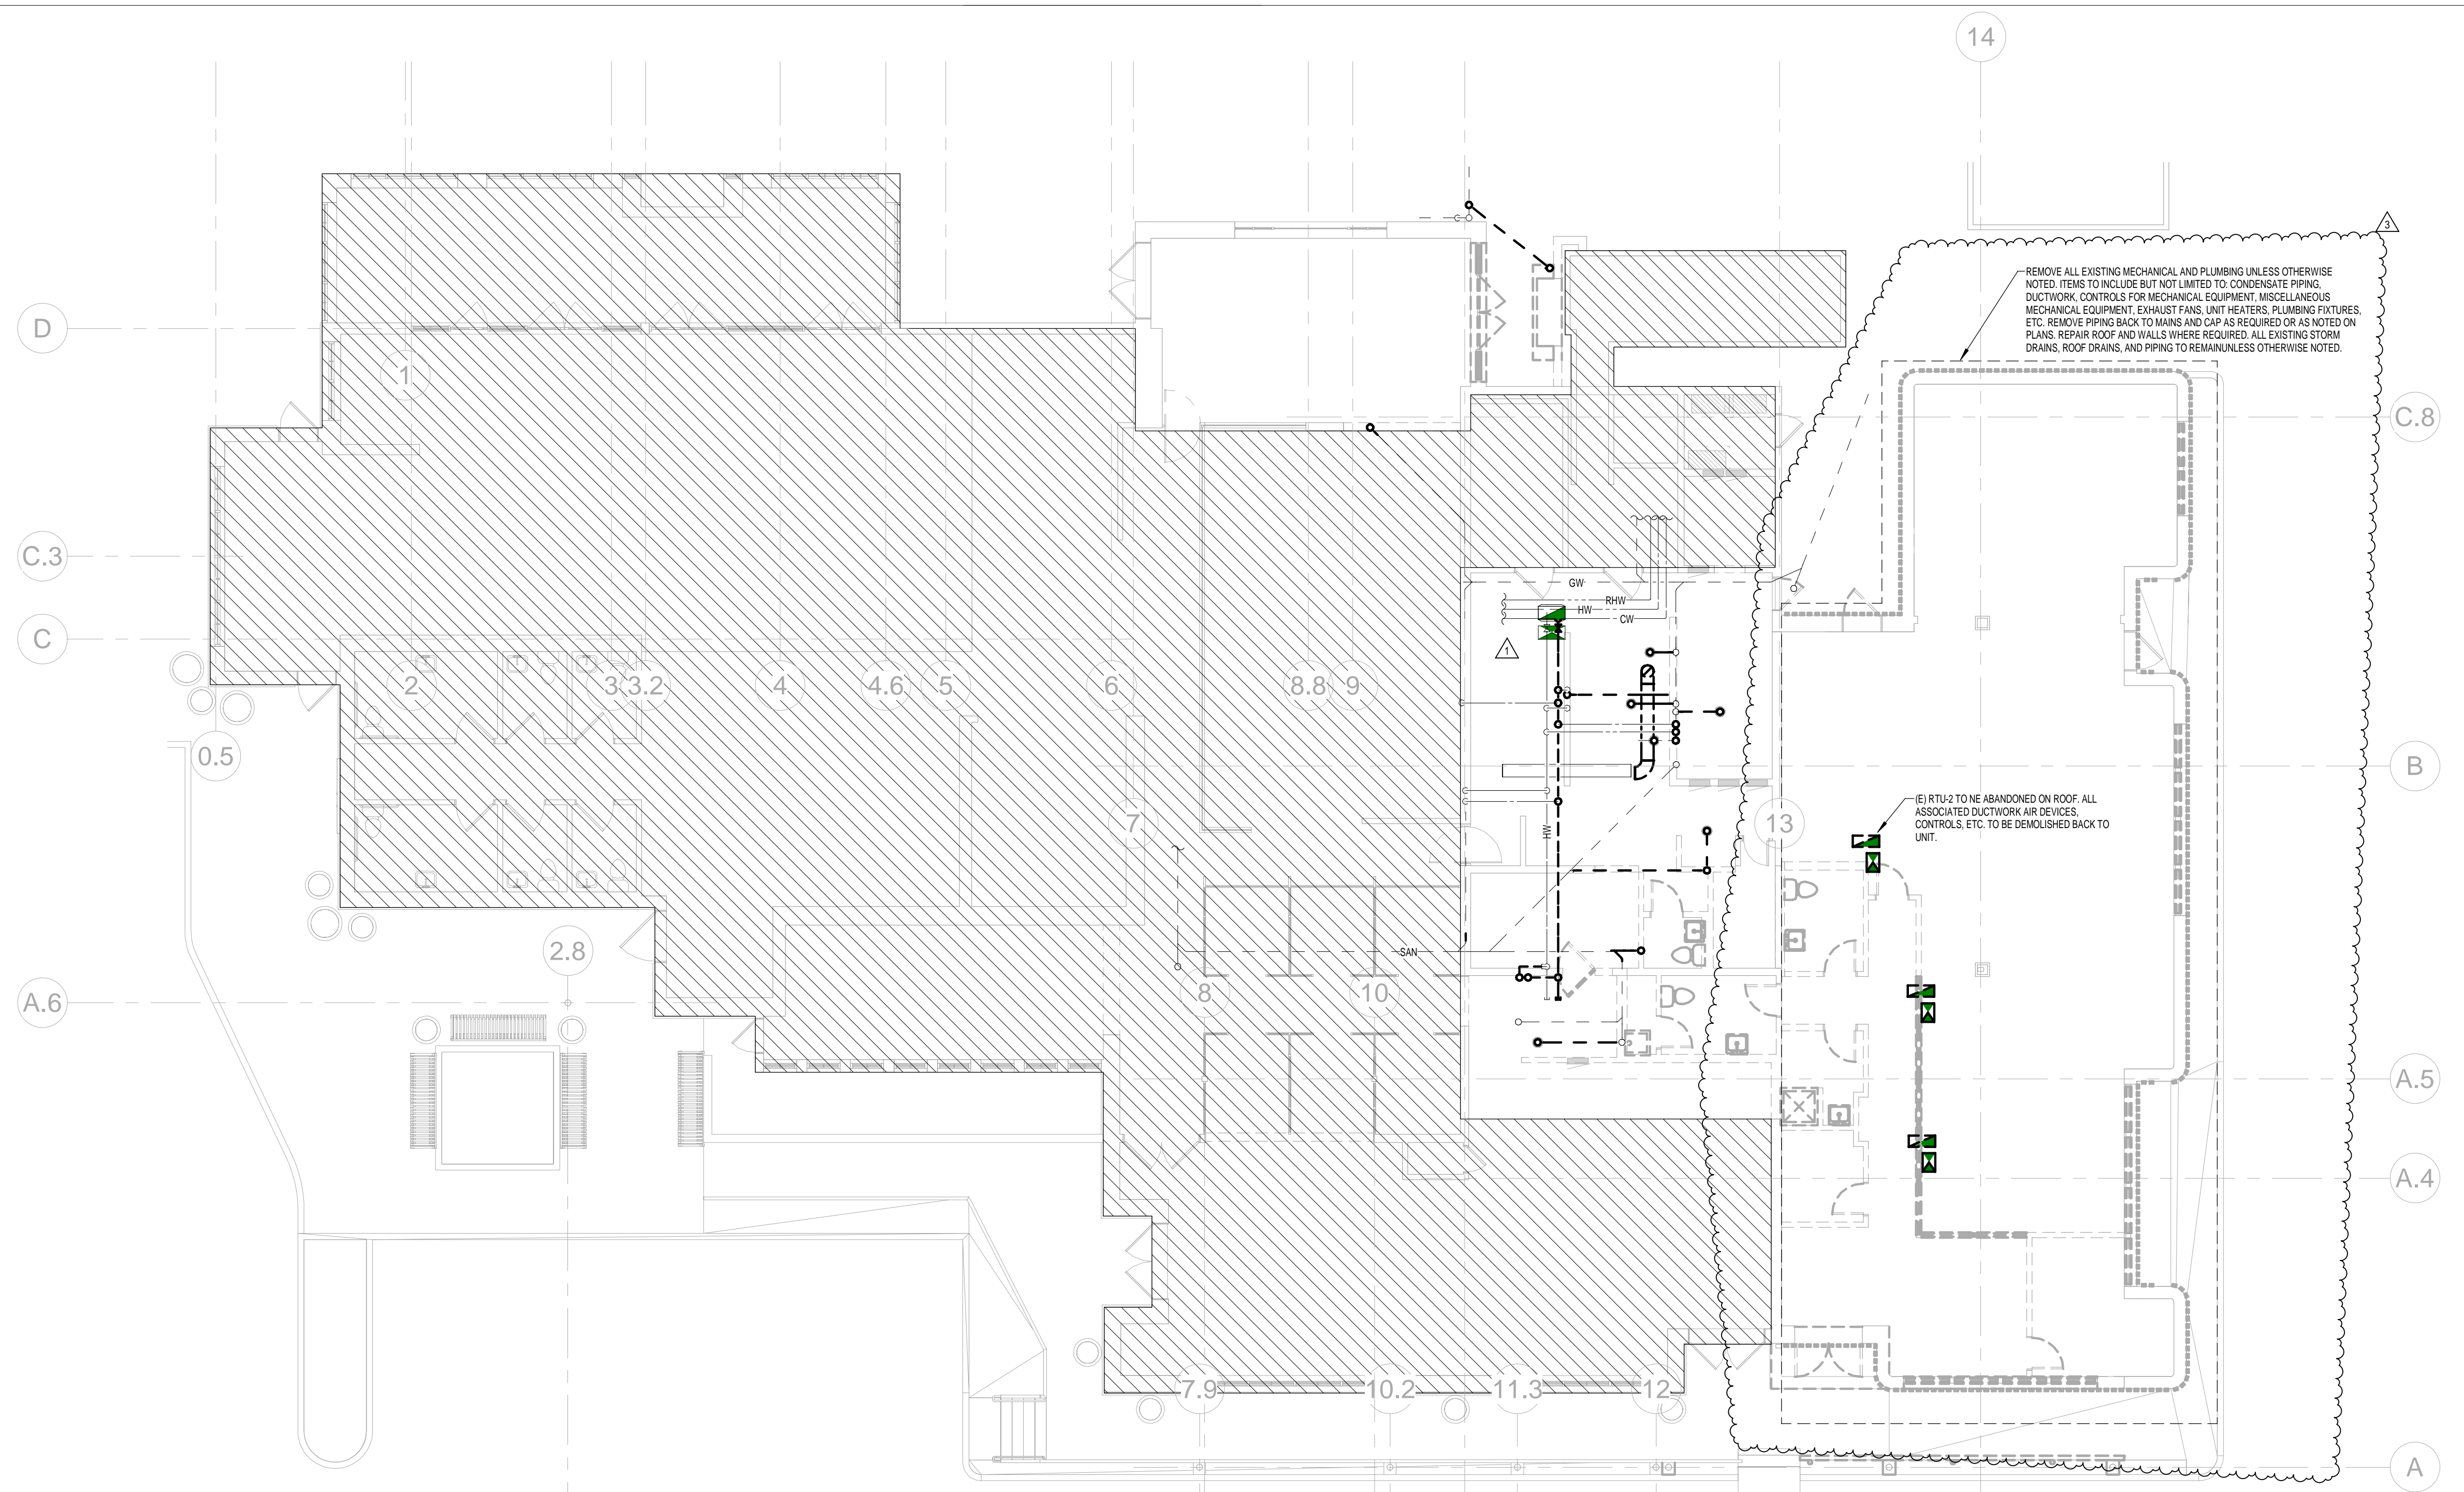 14
3
REMOVE ALL EXISTING MECHANICAL AND PLUMBING UNLESS OTHERWISE
NOTED. ITEMS TO INCLUDE BUT NOT LIMITED TO: CONDENSATE PIPING,
DUCTWORK, CONTROLS FOR MECHANICAL EQUIPMENT, MISCELLANEOUS
MECHANICAL EQUIPMENT, EXHAUST FANS, UNIT HEATERS, PLUMBING FIXTURES,
ETC. REMOVE PIPING BACK TO MAINS AND CAP AS REQUIRED OR AS NOTED ON
PLANS. REPAIR ROOF AND WALLS WHERE REQUIRED. ALL EXISTING STORM
DRAINS, ROOF DRAINS, AND PIPING TO REMAINUNLESS OTHERWISE NOTED.
D
1
C.8
C.3
GW
RHW
HW
CW
C
1
2
3
3.2
4
4.6
5
6
8.8
9
0.5
B
(E) RTU-2 TO NE ABANDONED ON ROOF. ALL
ASSOCIATED DUCTWORK AIR DEVICES,
CONTROLS, ETC. TO BE DEMOLISHED BACK TO
UNIT.
7
13
HW
2.8
SAN
A.6
8
10
A.5
A.4
7.9
10.2
11.3
12
A